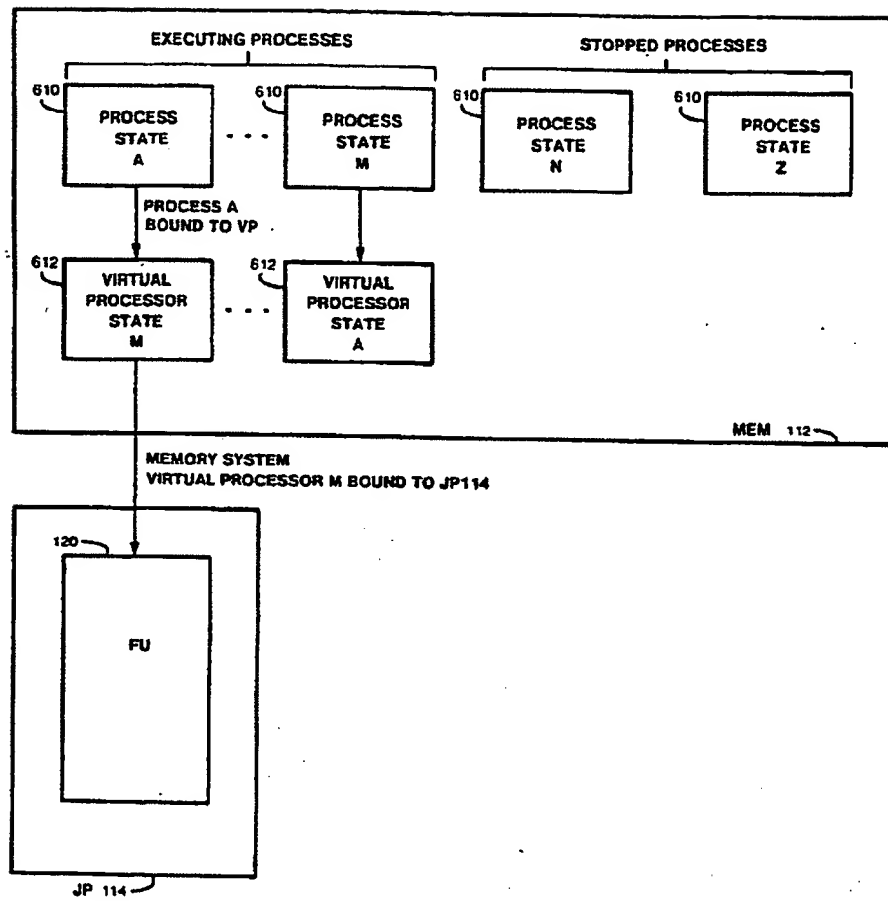 EXECUTING PROCESSES
STOPPED PROCESSES
610
PROCESS
STATE
A
610
PROCESS
STATE
M
610
PROCESS
STATE
N
610
PROCESS
STATE
Z
PROCESS A
BOUND TO VP
612
VIRTUAL
PROCESSOR
STATE
M
612
VIRTUAL
PROCESSOR
STATE
A
MEM 112
MEMORY SYSTEM
VIRTUAL PROCESSOR M BOUND TO JP114
120
FU
JP 114